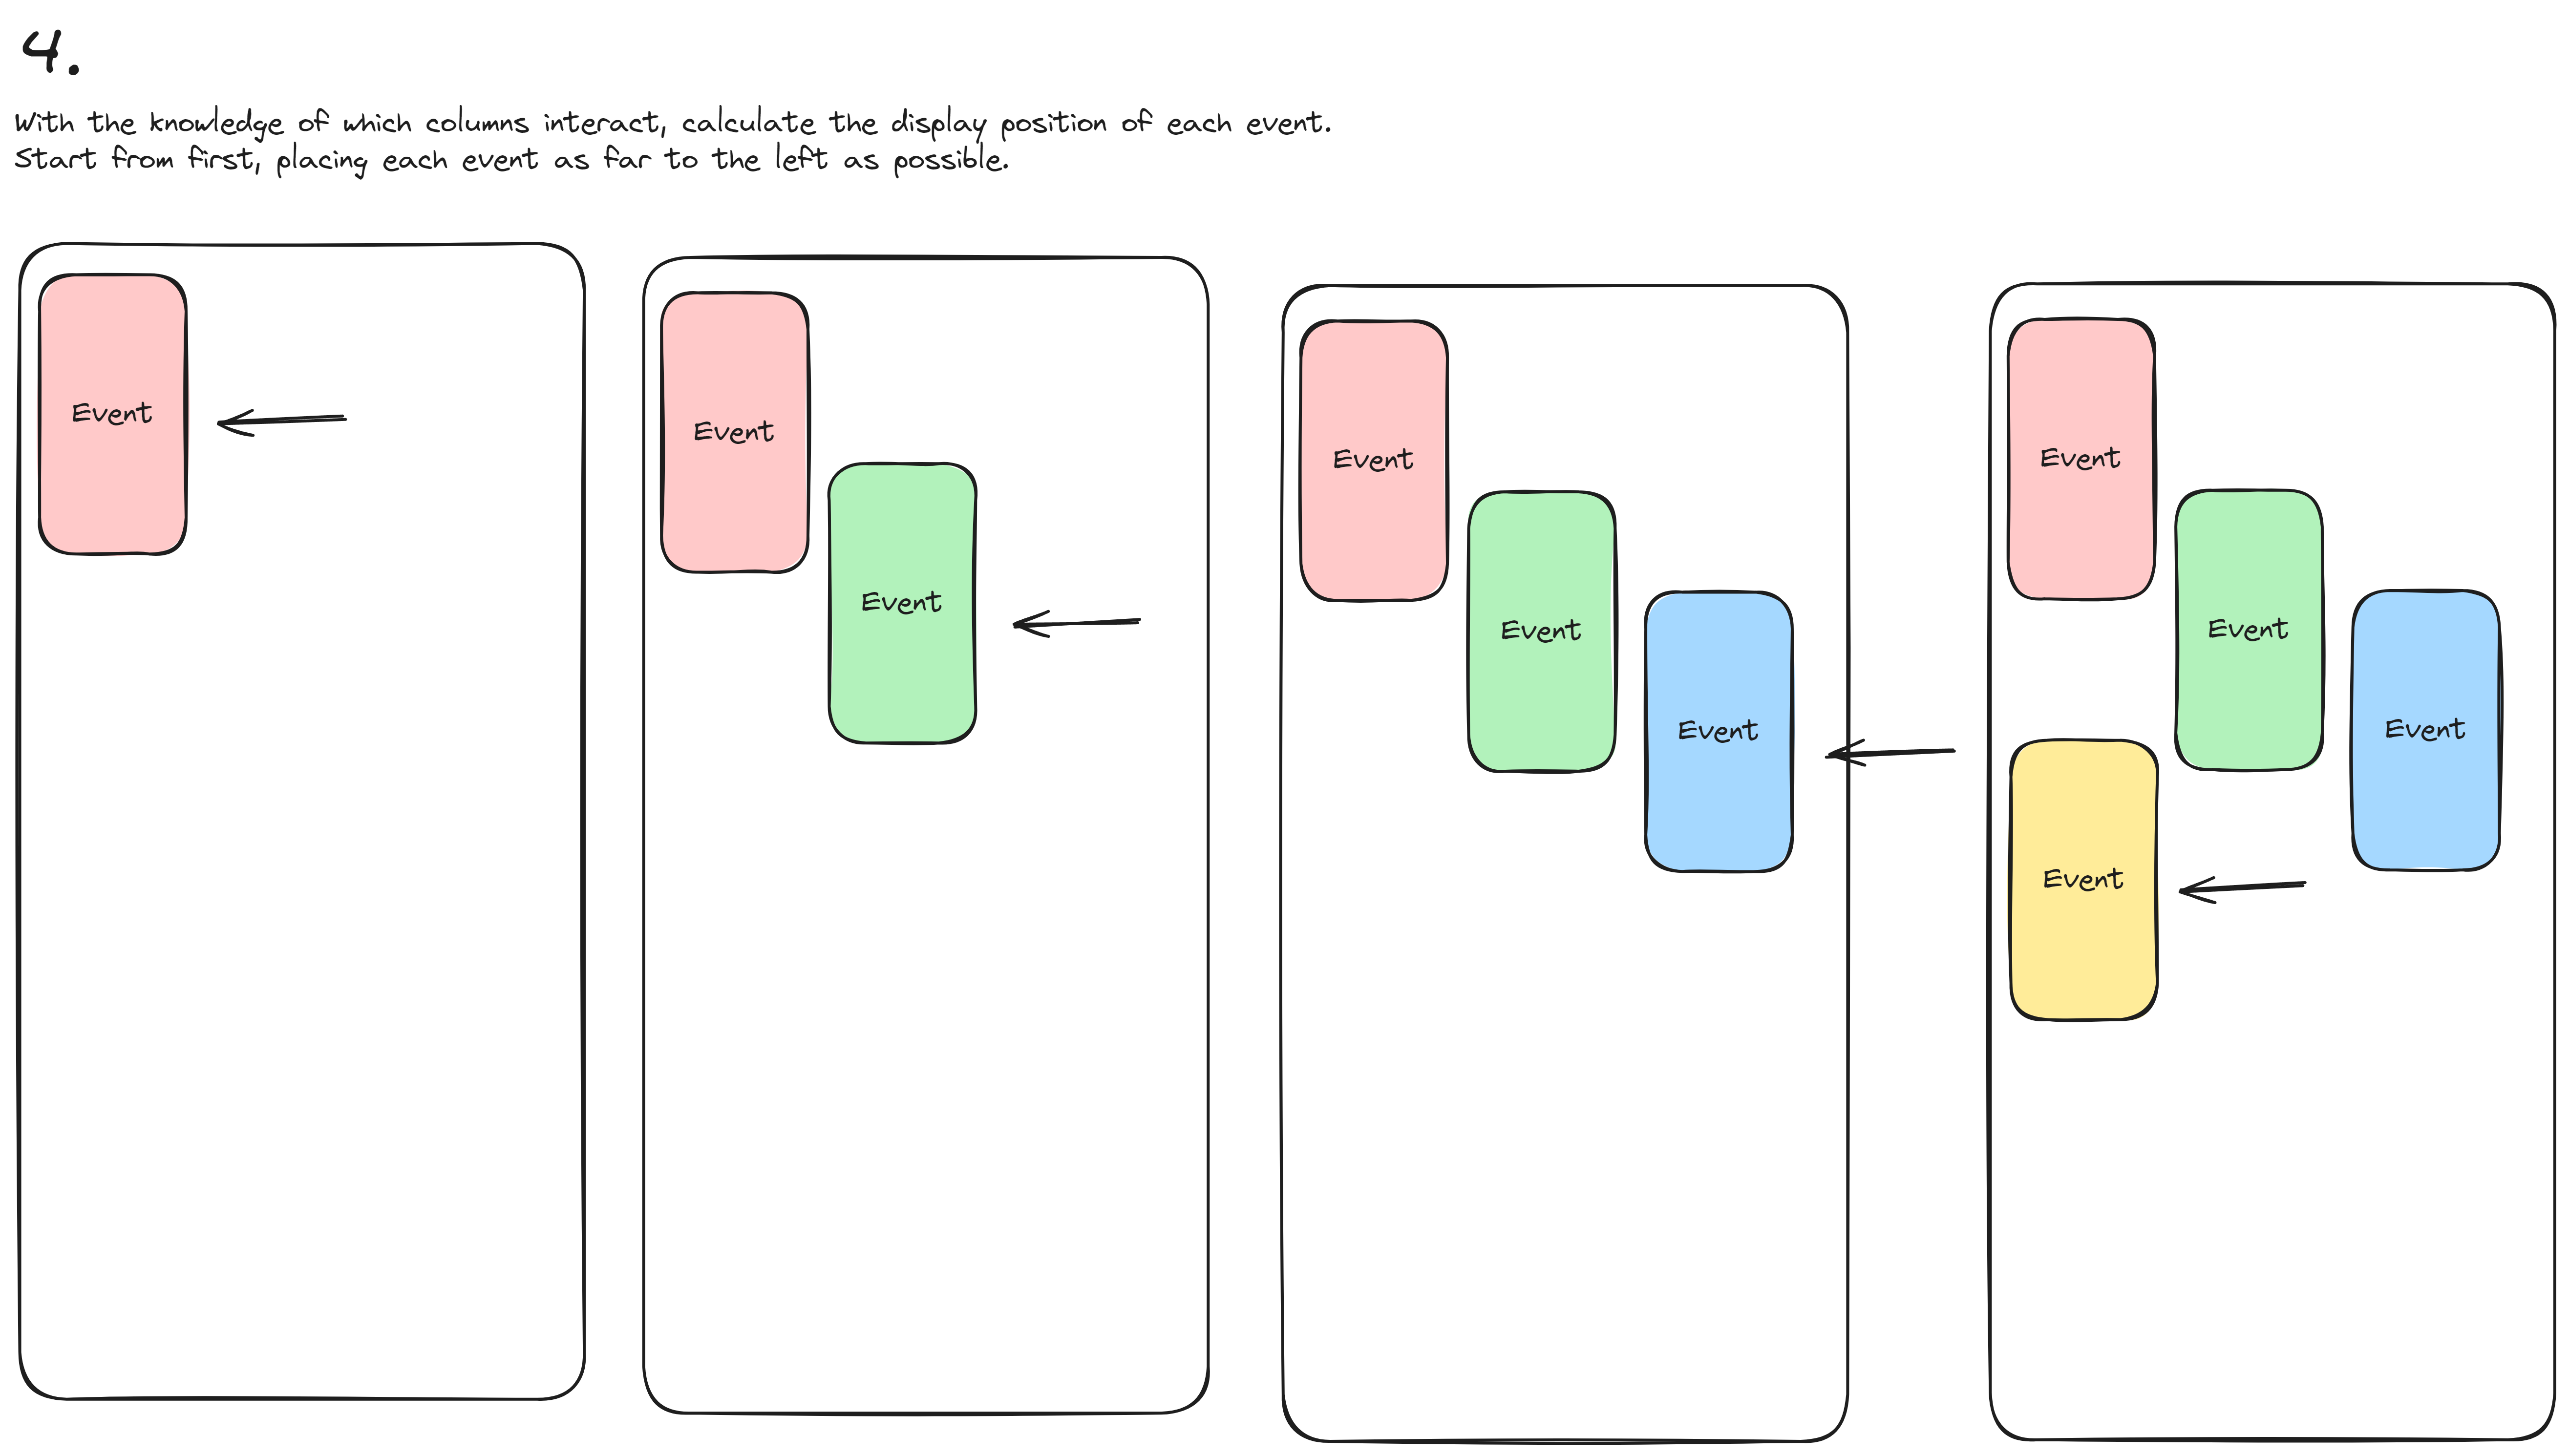 4.
With the knowledge of which columns interact, calculate the display position of each event.
Start from first, placing each event as far to the left as possible.
Event
Event
Event
Event
Event
Event
Event
Event
Event
Event